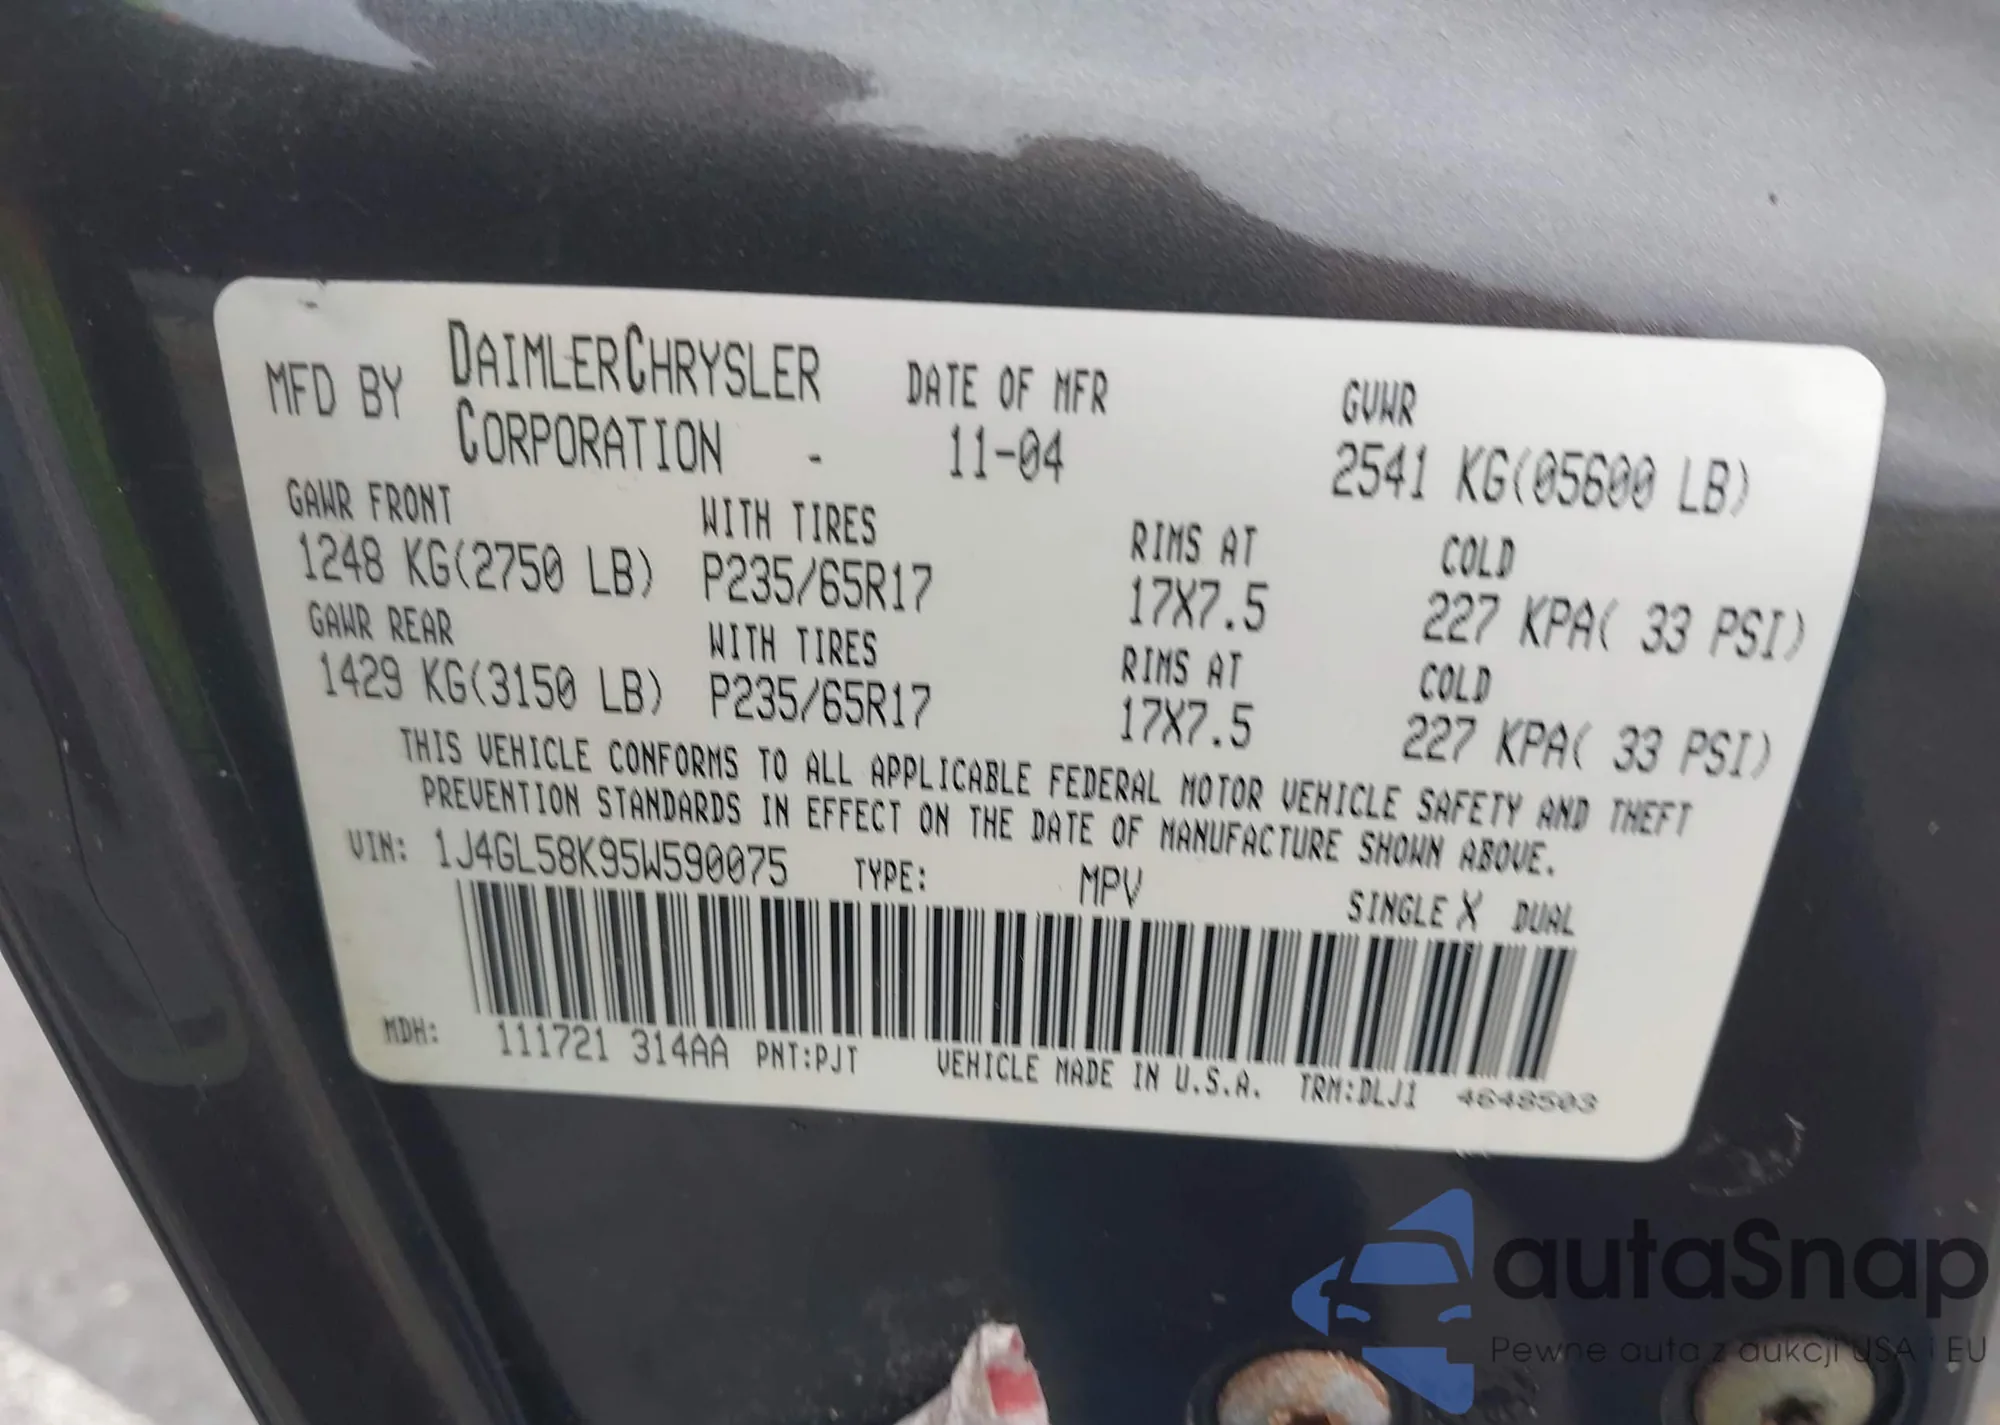 MFD BY DAIMLERCHRYSLER CORPORATION - DATE OF MFR 11-04 GVWR 2541 KG(05600 LB)
GAWR FRONT WITH TIRES RIMS AT COLD
1248 KG(2750 LB) P235/65R17 17X7.5 227 KPA( 33 PSI)
GAWR REAR WITH TIRES RIMS AT COLD
1429 KG(3150 LB) P235/65R17 17X7.5 227 KPA( 33 PSI)
THIS VEHICLE CONFORMS TO ALL APPLICABLE FEDERAL MOTOR VEHICLE SAFETY AND THEFT
PREVENTION STANDARDS IN EFFECT ON THE DATE OF MANUFACTURE SHOWN ABOVE.
VIN: 1J4GL58K95W590075 TYPE: MPV SINGLE X DUAL
MDH: 111721 314AA PNT:PJT VEHICLE MADE IN U.S.A. TRM:DLJ1 4648503
autaSnap
Pewne auta z aukcji USA i EU